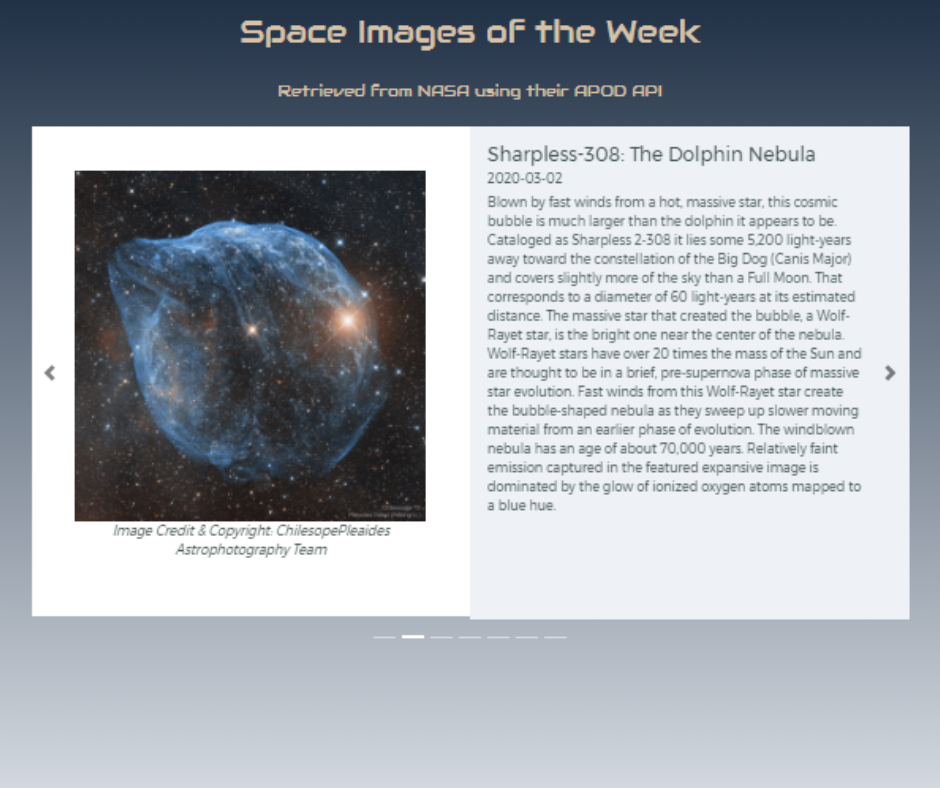 Space Images of the Week
Retrieved from NASA using their APOD API
Sharpless-308: The Dolphin Nebula
2020-03-02
Blown by fast winds from a hot, massive star, this cosmic
bubble is much larger than the dolphin it appears to be.
Cataloged as Sharpless 2-308 it lies some 5,200 light-years
away toward the constellation of the Big Dog (Canis Major)
and covers slightly more of the sky than a Full Moon. That
corresponds to a diameter of 60 light-years at its estimated
distance. The massive star that created the bubble, a Wolf-
Rayet star, is the bright one near the center of the nebula.
Wolf-Rayet stars have over 20 times the mass of the Sun and
are thought to be in a brief, pre-supernova phase of massive
star evolution. Fast winds from this Wolf-Rayet star create
the bubble-shaped nebula as they sweep up slower moving
material from an earlier phase of evolution. The windblown
nebula has an age of about 70,000 years. Relatively faint
emission captured in the featured expansive image is
dominated by the glow of ionized oxygen atoms mapped to
a blue hue.
Image Credit & Copyright: ChilesopePleaides
Astrophotography Team